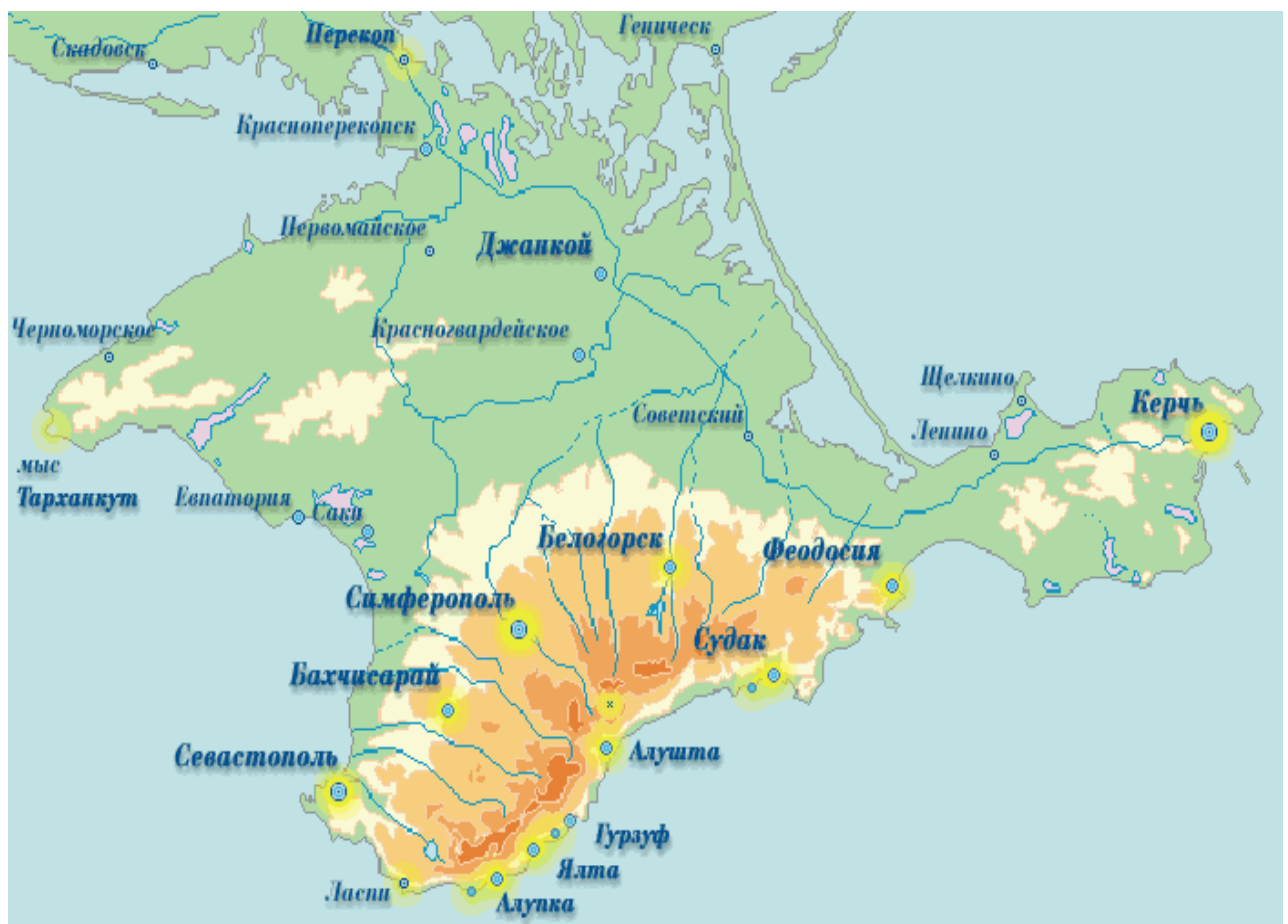 Геническ
Перекоп
Скадовск
Красноперекопск
Первомайское
Джанкой
Черноморское
Красногвардейское
Щелкино
Керчь
Советский
Ленино
мыс
Тарханкут
Евпатория
Саки
Белогорск
Феодосия
Симферополь
Судак
Бахчисарай
Севастополь
Алушта
Гурзуф
Ялта
Ласпи
Алупка